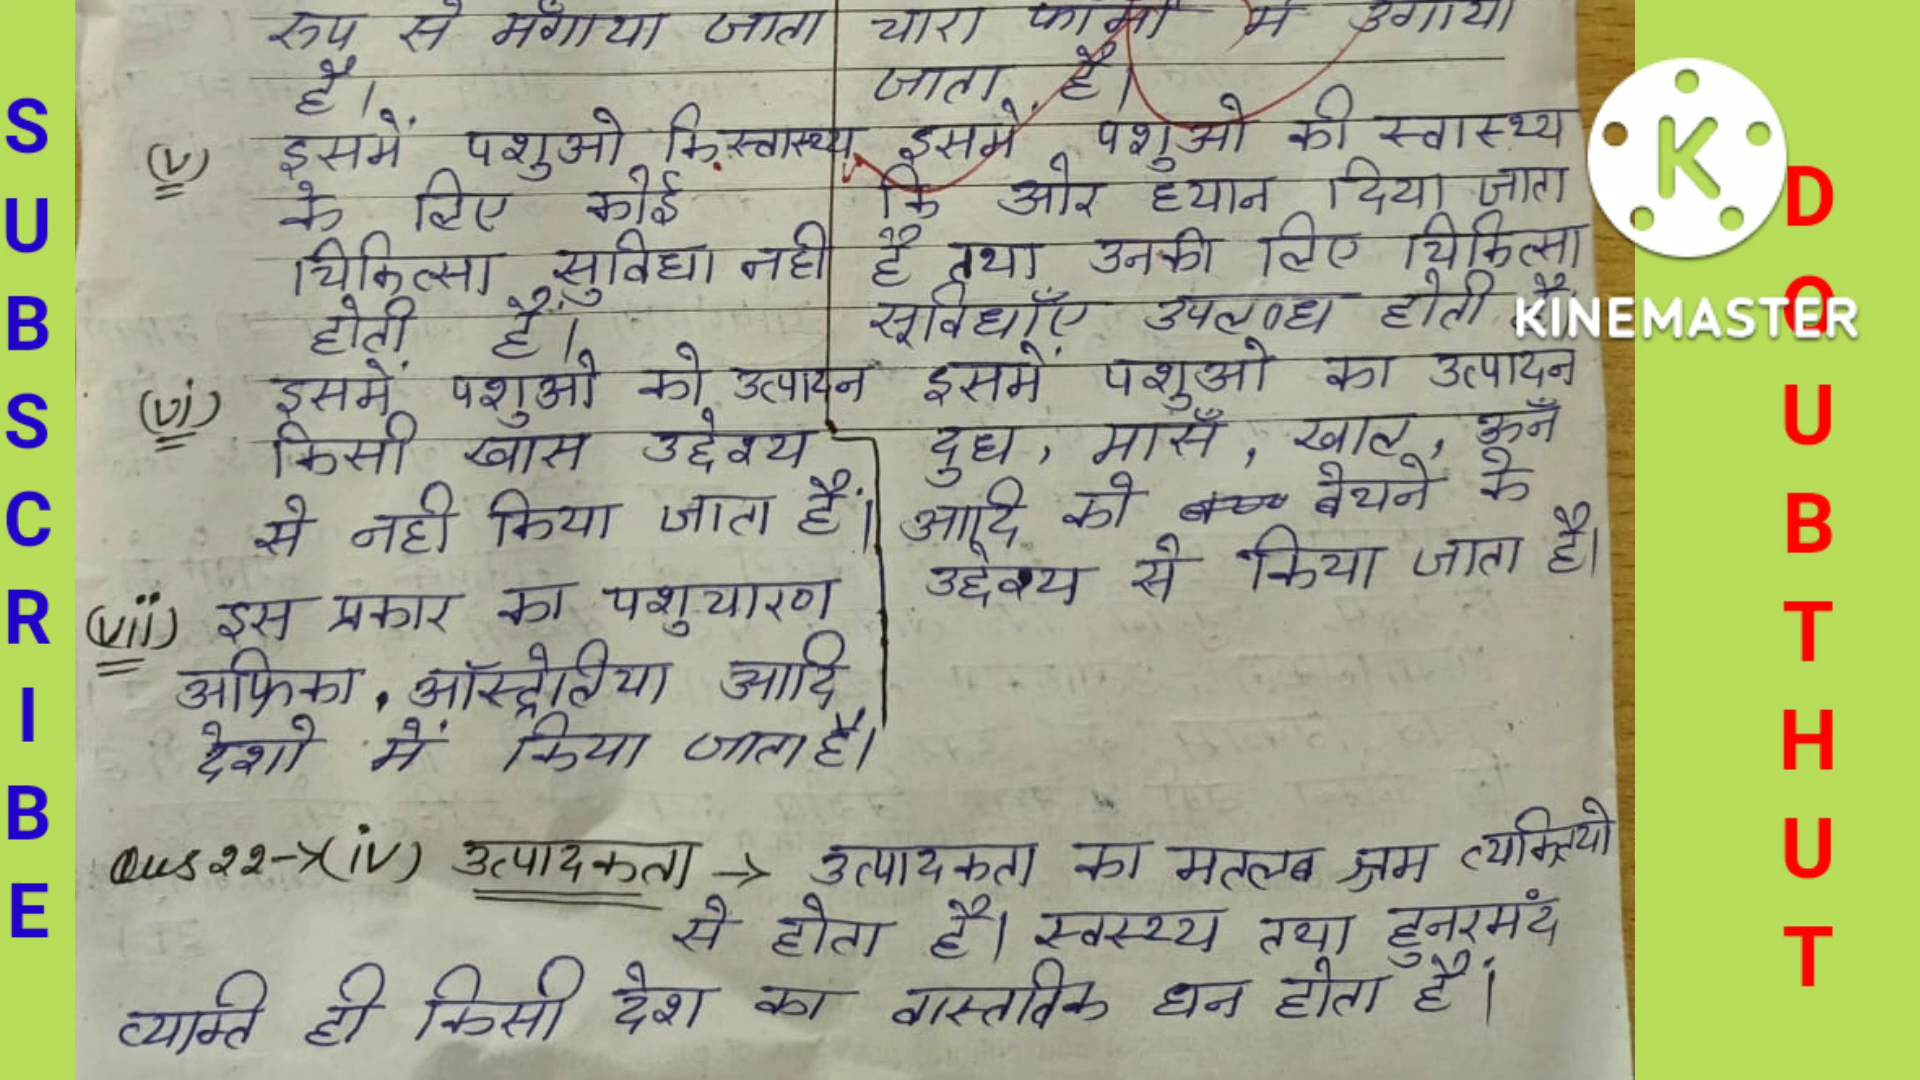 रूप से मँगाया जाता चारा फार्मो में उगाया
है। जाता है।
(v) इसमें पशुओ कि स्वास्थ्य इसमें पशुओ की स्वास्थ्य
के लिए कोई कि ओर ध्यान दिया जाता
चिकित्सा सुविधा नही है तथा उनकी लिए चिकित्सा
होती है। सूविधाँए उपलब्ध होती है
(vi) इसमें पशुओ को उत्पादन इसमें पशुओ का उत्पादन
किसी खास उद्देश्य दुध, मासँ, खाल, ऊनँ
से नही किया जाता हैं। आदि को बेचने के
उद्देश्य से किया जाता है।
(vii) इस प्रकार का पशुचारण
अफ्रिका, ऑस्ट्रेलिया आदि
देशो में किया जाता है।
Ques 22→(iv) उत्पादकता → उत्पादकता का मतलब श्रम व्यक्तियो
से होता है। स्वस्थ्य तथा हुनरमंद
व्यक्ति ही किसी देश का वास्तविक धन होता हैं।
SUBSCRIBE
KINEMASTER
DOUBTHUT